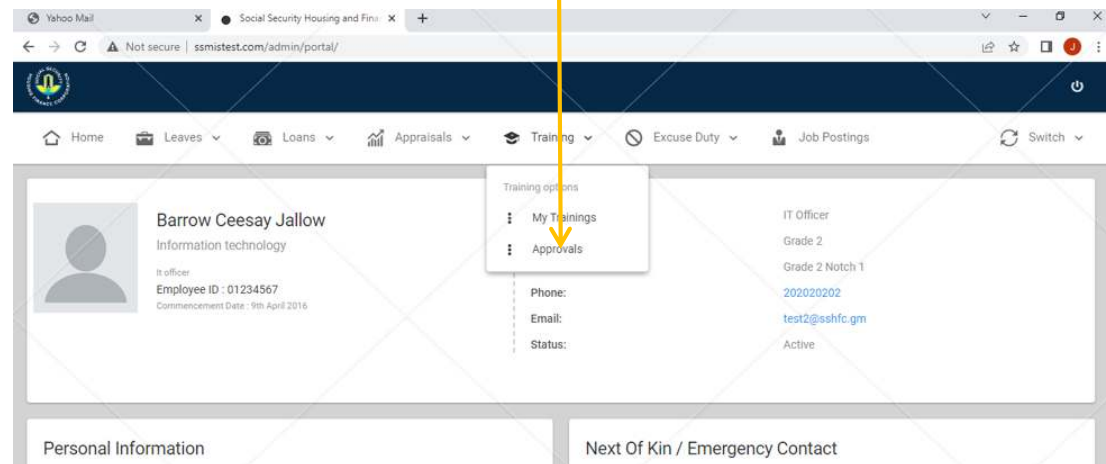 Yahoo Mail
Social Security Housing and Fina
Not secure | ssmistest.com/admin/portal/
J
Home
Leaves
Loans
Appraisals
Training
Excuse Duty
Job Postings
Switch
Training options
My Trainings
Approvals
Barrow Ceesay Jallow
Information technology
It officer
Employee ID : 01234567
Commencement Date : 9th April 2016
IT Officer
Grade 2
Grade 2 Notch 1
Phone: 202020202
Email: test2@sshfc.gm
Status: Active
Personal Information
Next Of Kin / Emergency Contact